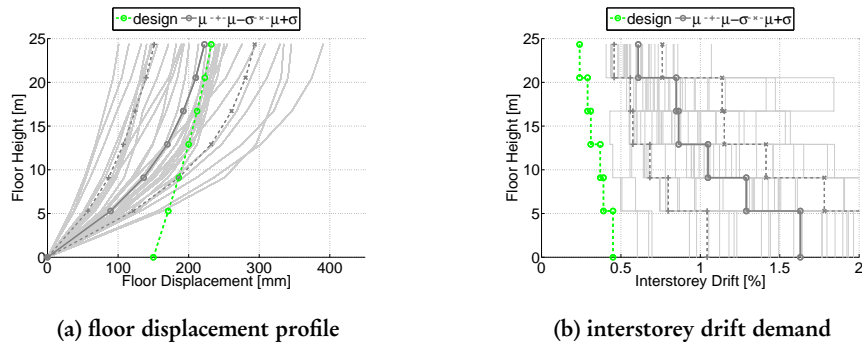 design μ μ−σ μ+σ
25
20
15
10
5
0
Floor Height [m]
0 100 200 300 400
Floor Displacement [mm]
(a) floor displacement profile
design μ μ−σ μ+σ
25
20
15
10
5
0
Floor Height [m]
0 0.5 1 1.5 2
Interstorey Drift [%]
(b) interstorey drift demand